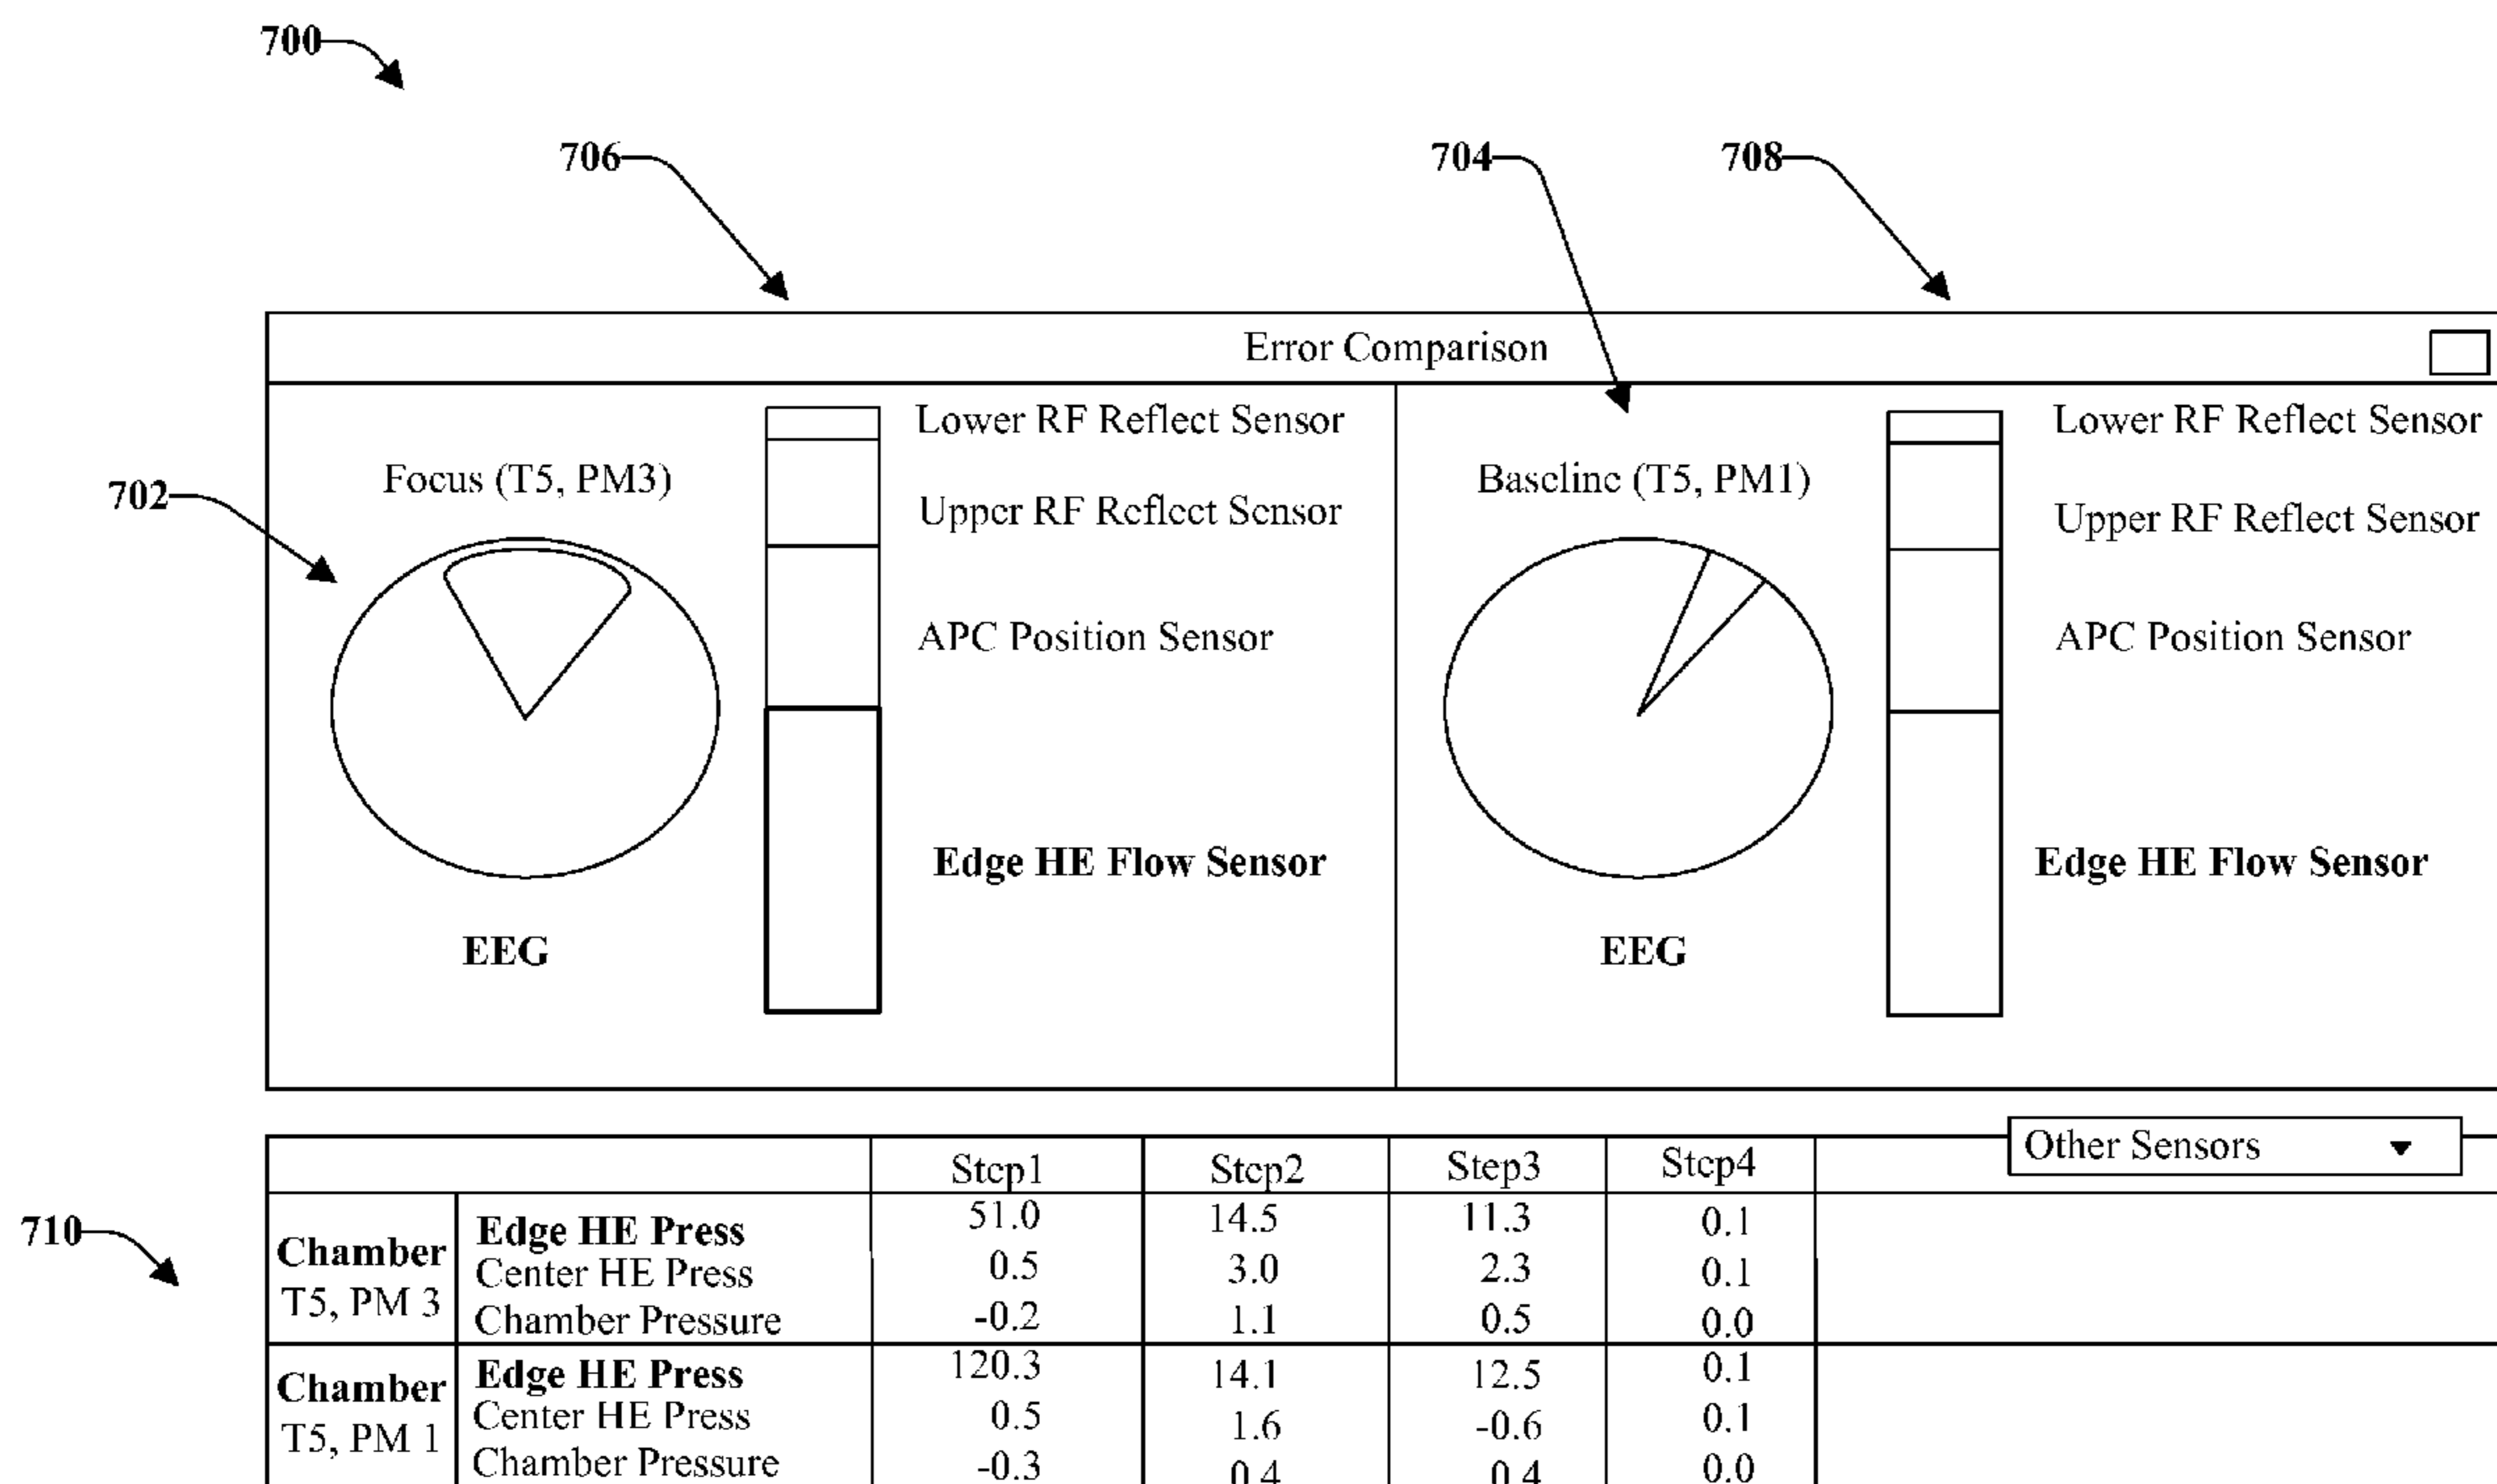 700
706 704 708
Error Comparison
Lower RF Reflect Sensor Lower RF Reflect Sensor
702 Focus (T5, PM3) Baseline (T5, PM1)
Upper RF Reflect Sensor Upper RF Reflect Sensor
APC Position Sensor APC Position Sensor
Edge HE Flow Sensor Edge HE Flow Sensor
EEG EEG
Other Sensors
Step1 Step2 Step3 Step4
710
Chamber T5, PM 3
Edge HE Press 51.0 14.5 11.3 0.1
Center HE Press 0.5 3.0 2.3 0.1
Chamber Pressure -0.2 1.1 0.5 0.0
Chamber T5, PM 1
Edge HE Press 120.3 14.1 12.5 0.1
Center HE Press 0.5 1.6 -0.6 0.1
Chamber Pressure -0.3 0.4 0.4 0.0